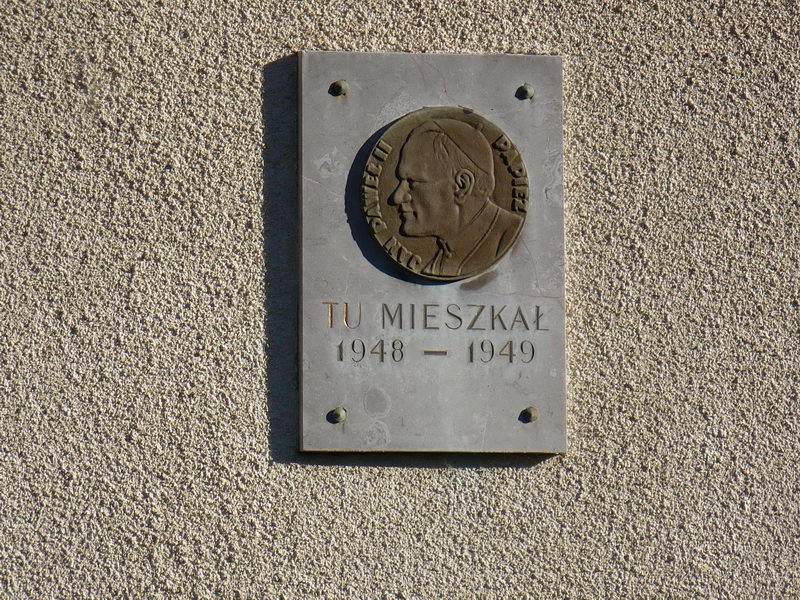 JAN PAWEŁ II PAPIEŻ
TU MIESZKAŁ
1948 – 1949